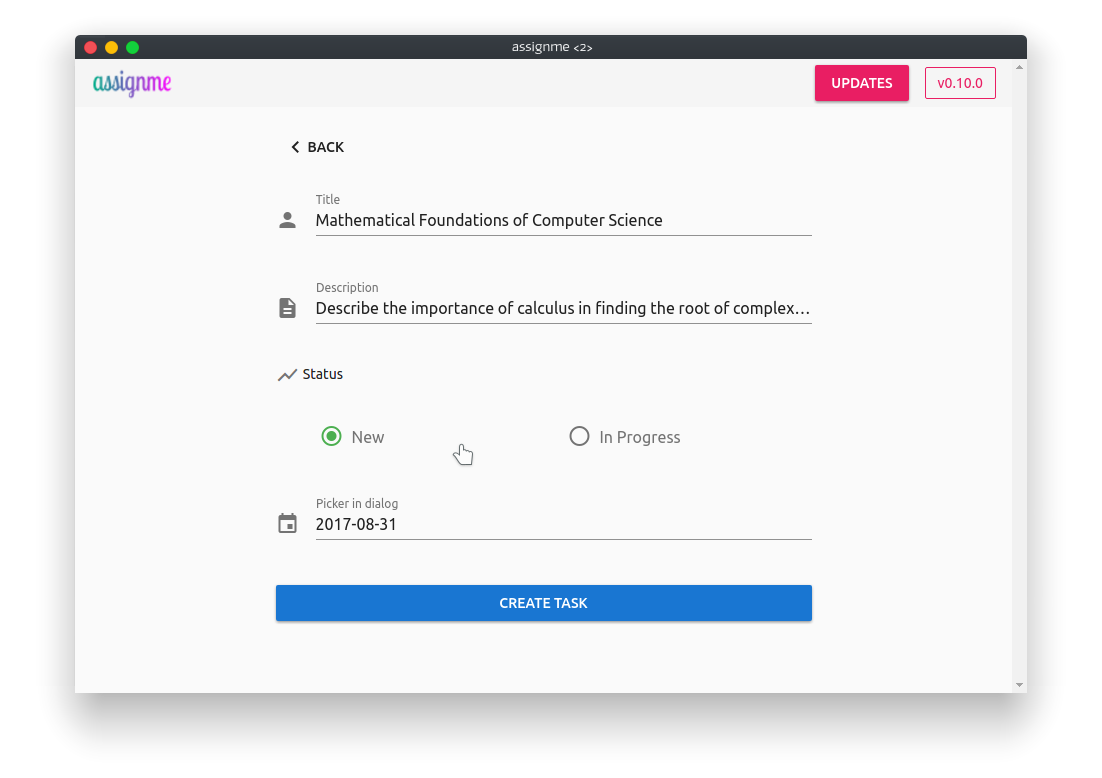 assignme <2>
assignme
UPDATES
v0.10.0
BACK
Title
Mathematical Foundations of Computer Science
Description
Describe the importance of calculus in finding the root of complex...
Status
New
In Progress
Picker in dialog
2017-08-31
CREATE TASK